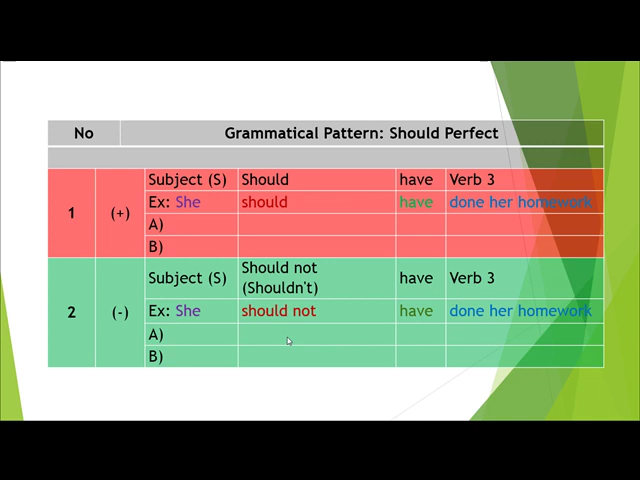 No Grammatical Pattern: Should Perfect
1 (+) Subject (S) Should have Verb 3
Ex: She should have done her homework
A)
B)
2 (-) Subject (S) Should not (Shouldn't) have Verb 3
Ex: She should not have done her homework
A)
B)